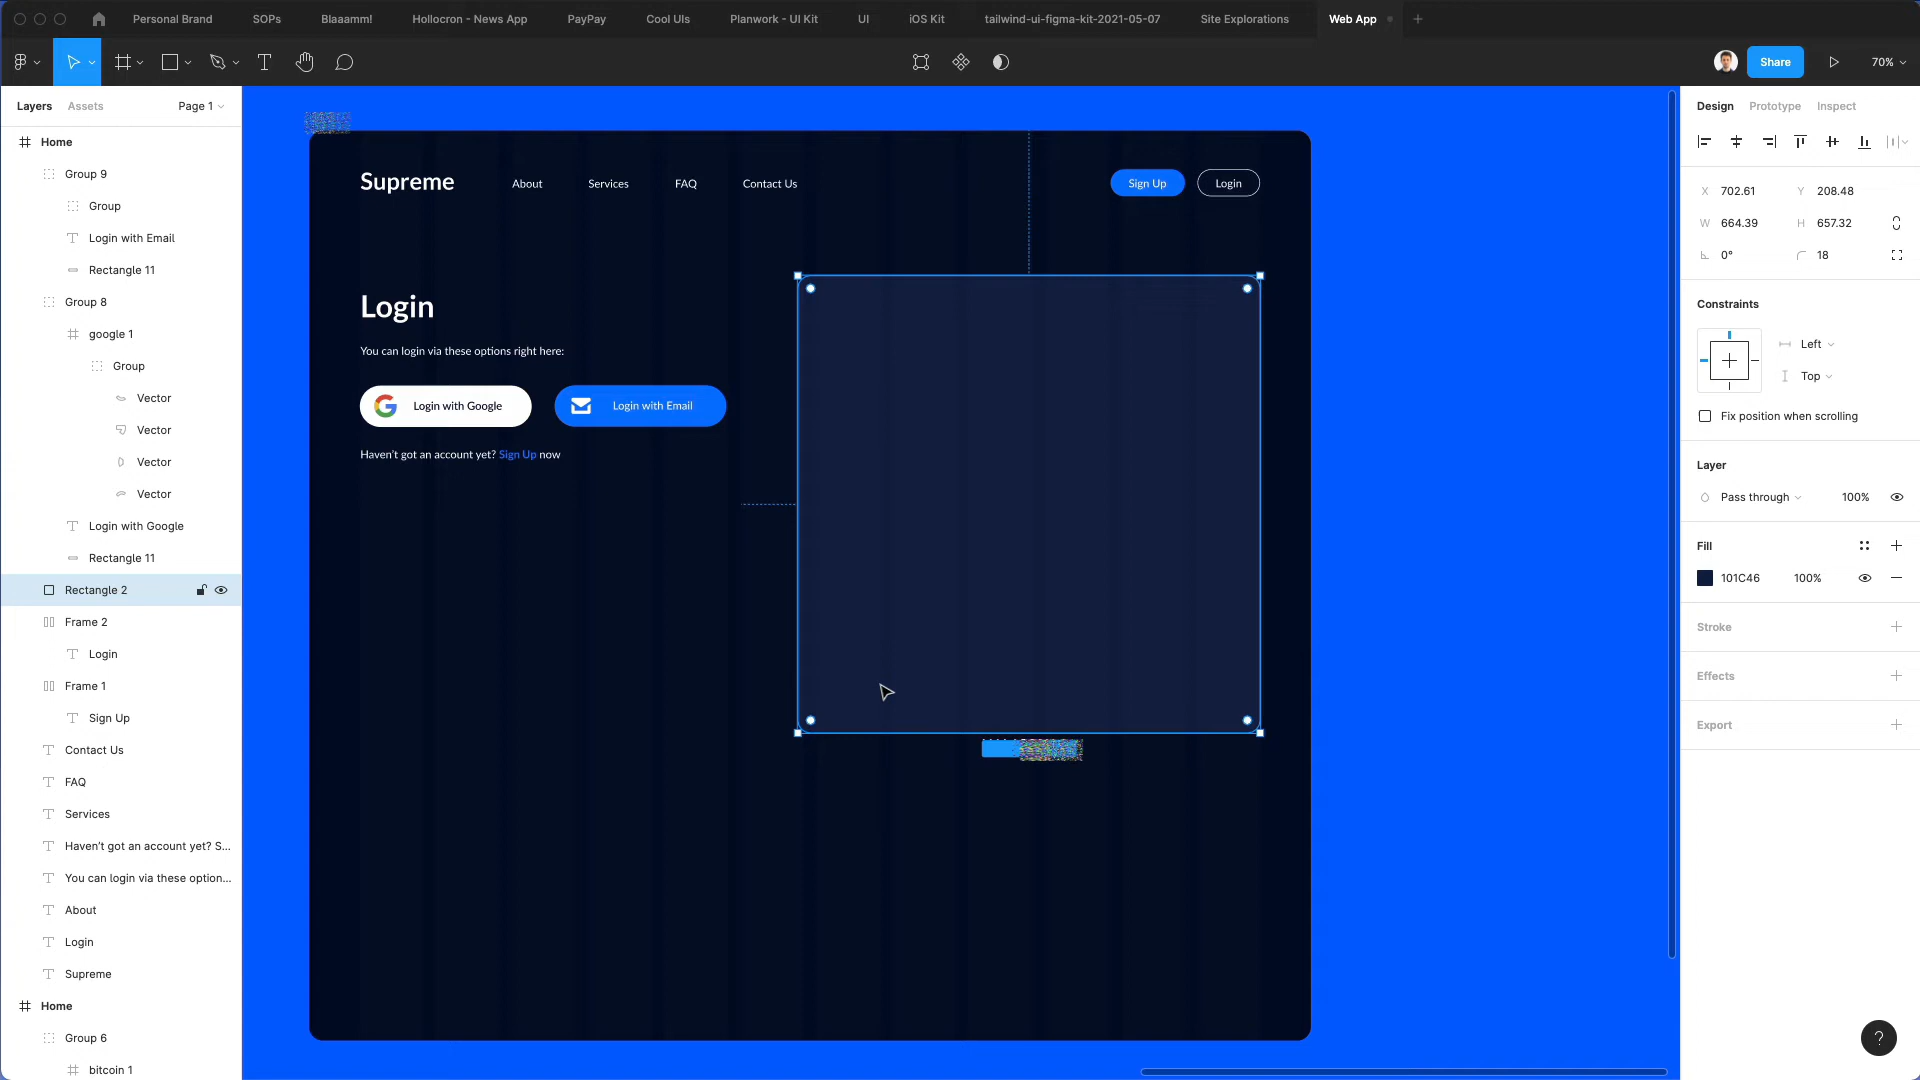 Personal Brand SOPs Blaaamm! Hollocron - News App PayPay Cool UIs Planwork - UI Kit UI iOS Kit tailwind-ui-figma-kit-2021-05-07 Site Explorations Web App
Share 70%
Layers Assets Page 1
Home
Group 9
Group
Login with Email
Rectangle 11
Group 8
google 1
Group
Vector
Vector
Vector
Vector
Login with Google
Rectangle 11
Rectangle 2
Frame 2
Login
Frame 1
Sign Up
Contact Us
FAQ
Services
Haven't got an account yet? S...
You can login via these option...
About
Login
Supreme
Home
Group 6
bitcoin 1
Supreme About Services FAQ Contact Us Sign Up Login
Login
You can login via these options right here:
Login with Google Login with Email
Haven't got an account yet? Sign Up now
Design Prototype Inspect
X 702.61 Y 208.48
W 664.39 H 657.32
0° 18
Constraints
Left
Top
Fix position when scrolling
Layer
Pass through 100%
Fill
101C46 100%
Stroke
Effects
Export
?